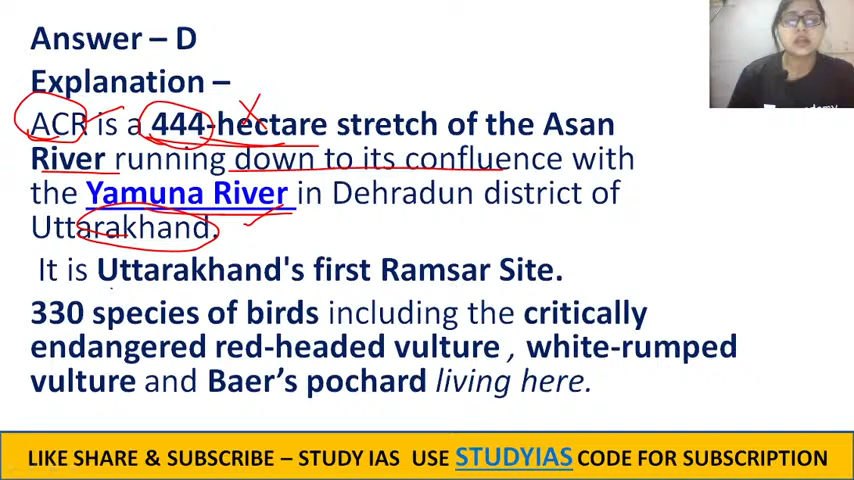 Answer – D
Explanation –
ACR is a 444-hectare stretch of the Asan
River running down to its confluence with
the Yamuna River in Dehradun district of
Uttarakhand.
It is Uttarakhand's first Ramsar Site.
330 species of birds including the critically
endangered red-headed vulture , white-rumped
vulture and Baer’s pochard living here.
LIKE SHARE & SUBSCRIBE – STUDY IAS USE STUDYIAS CODE FOR SUBSCRIPTION